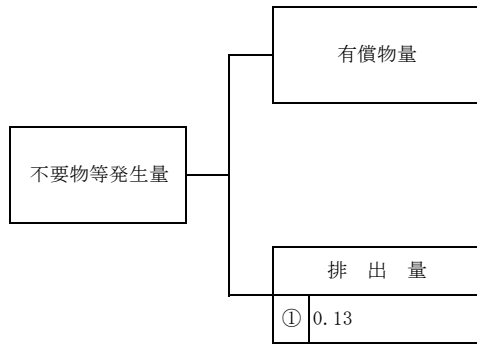 有償物量
不要物等発生量
排 出 量
① 0.13